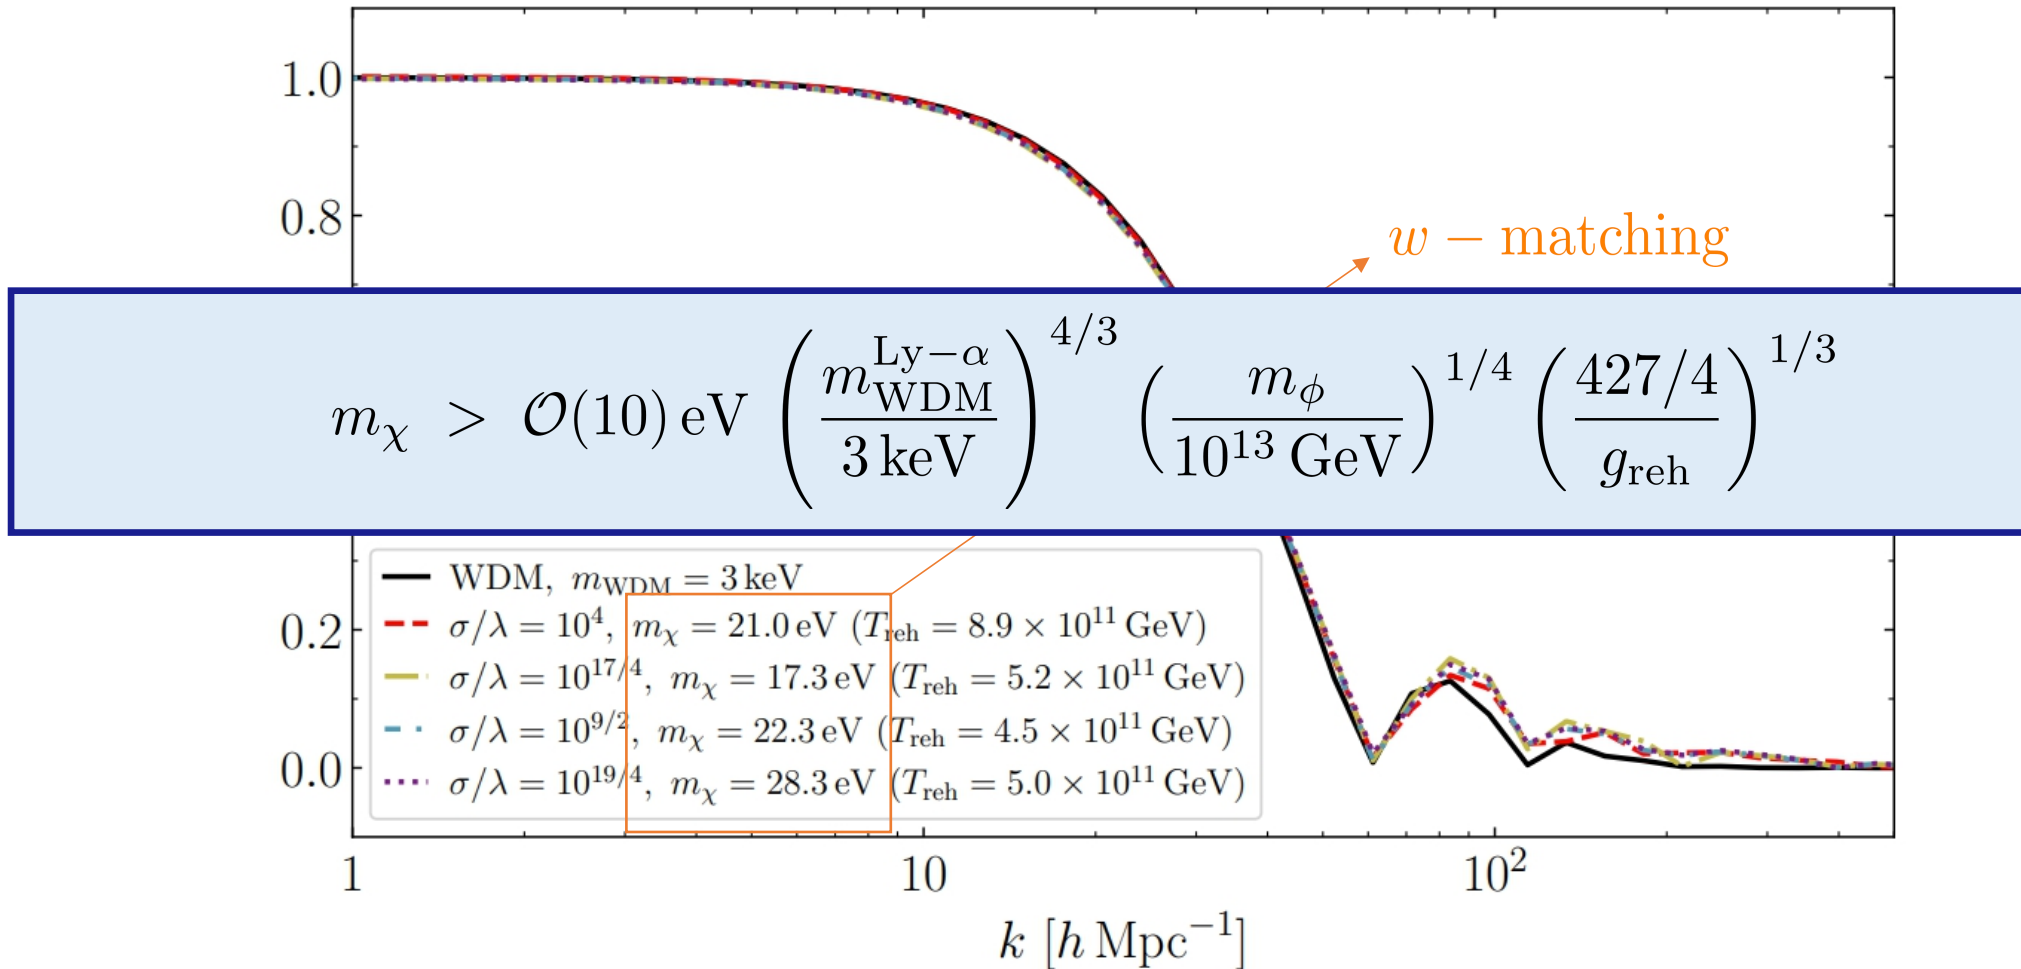 1.0
0.8
w − matching
m_χ > 𝒪(10) eV (m_WDM^{Ly−α} / 3 keV)^{4/3} (m_ϕ / 10^{13} GeV)^{1/4} (427/4 / g_reh)^{1/3}
WDM, m_WDM = 3 keV
σ/λ = 10^4, m_χ = 21.0 eV (T_reh = 8.9 × 10^{11} GeV)
0.2
σ/λ = 10^{17/4}, m_χ = 17.3 eV (T_reh = 5.2 × 10^{11} GeV)
σ/λ = 10^{9/2}, m_χ = 22.3 eV (T_reh = 4.5 × 10^{11} GeV)
0.0
σ/λ = 10^{19/4}, m_χ = 28.3 eV (T_reh = 5.0 × 10^{11} GeV)
1 10 10^2
k [h Mpc^{−1}]